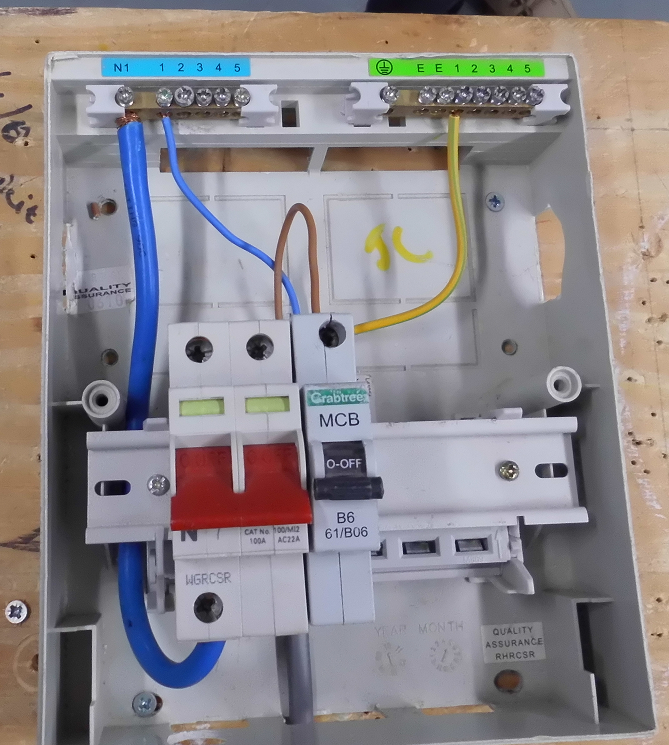 N1 1 2 3 4 5
E E 1 2 3 4 5
QUALITY
ASSURANCE
Crabtree
MCB
O-OFF
B6
61/B06
N
CAT No. 100/MI2
100A AC22A
WGRCSR
YEAR MONTH
QUALITY
ASSURANCE
RHRCSR